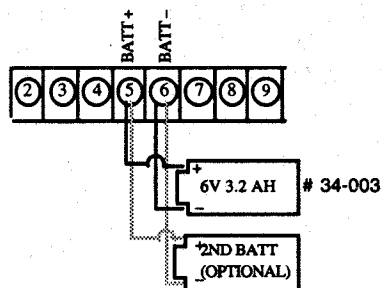 BATT +
BATT –
2 3 4 5 6 7 8 9
+
6V 3.2 AH # 34-003
–
+ 2ND BATT
– (OPTIONAL)